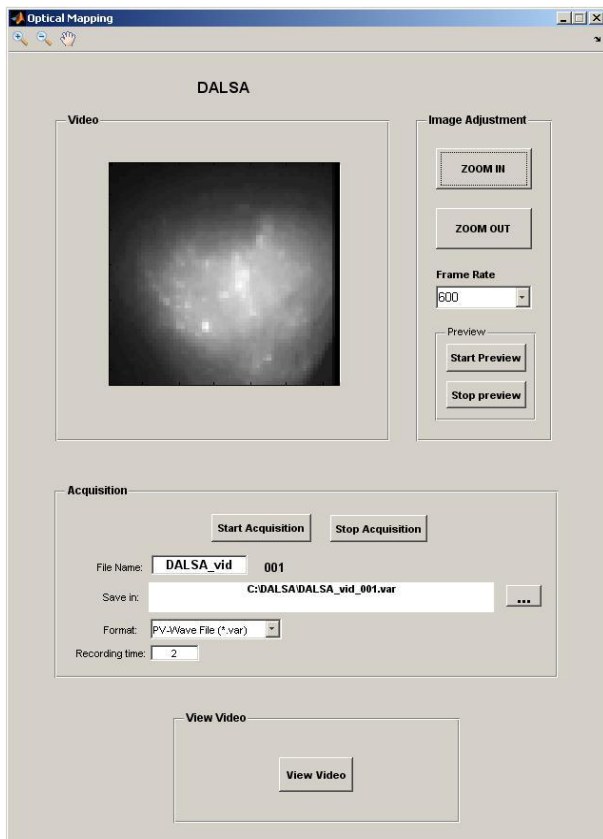 Optical Mapping
DALSA
Video
Image Adjustment
ZOOM IN
ZOOM OUT
Frame Rate
600
Preview
Start Preview
Stop preview
Acquisition
Start Acquisition Stop Acquisition
File Name: DALSA_vid 001
Save in: C:\DALSA\DALSA_vid_001.var ...
Format: PV-Wave File (*.var)
Recording time: 2
View Video
View Video